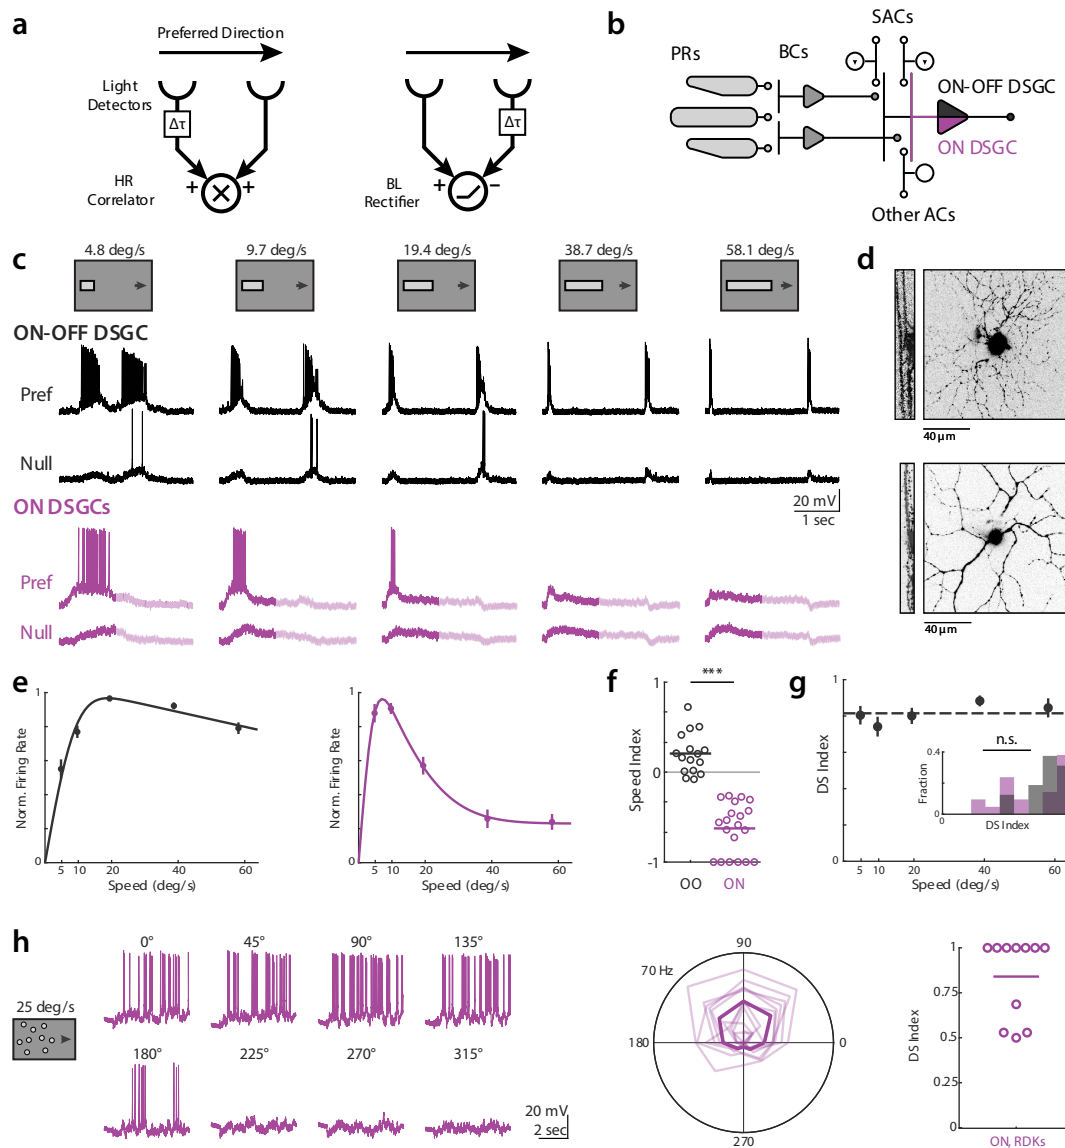 a
Preferred Direction
Light
Detectors
Δτ
Δτ
HR
Correlator
+
+
BL
Rectifier
+
−
b
SACs
PRs
BCs
ON-OFF DSGC
ON DSGC
Other ACs
c
4.8 deg/s
9.7 deg/s
19.4 deg/s
38.7 deg/s
58.1 deg/s
ON-OFF DSGC
Pref
Null
20 mV
1 sec
ON DSGCs
Pref
Null
d
40 µm
40 µm
e
Norm. Firing Rate
1
0
5
10
20
40
60
Speed (deg/s)
Norm. Firing Rate
1
0
5
10
20
40
60
Speed (deg/s)
f
***
Speed Index
1
0
-1
OO
ON
g
DS Index
1
0
5
10
20
40
60
Speed (deg/s)
n.s.
Fraction
0.4
0
0
DS Index
h
25 deg/s
0°
45°
90°
135°
180°
225°
270°
315°
20 mV
2 sec
90
70 Hz
180
0
270
DS Index
1
0.75
0.5
0.25
0
ON, RDKs